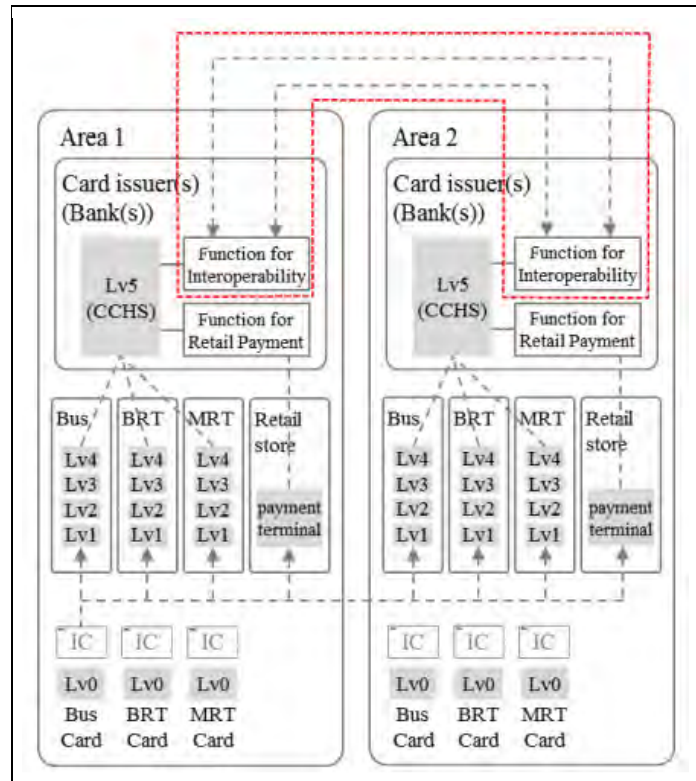 Area 1
Card issuer(s)
(Bank(s))
Lv5
(CCHS)
Function for
Interoperability
Function for
Retail Payment
Bus
BRT
MRT
Retail
store
Lv4
Lv3
Lv2
Lv1
Lv4
Lv3
Lv2
Lv1
Lv4
Lv3
Lv2
Lv1
payment
terminal
IC
IC
IC
Lv0
Lv0
Lv0
Bus
Card
BRT
Card
MRT
Card
Area 2
Card issuer(s)
(Bank(s))
Lv5
(CCHS)
Function for
Interoperability
Function for
Retail Payment
Bus
BRT
MRT
Retail
store
Lv4
Lv3
Lv2
Lv1
Lv4
Lv3
Lv2
Lv1
Lv4
Lv3
Lv2
Lv1
payment
terminal
IC
IC
IC
Lv0
Lv0
Lv0
Bus
Card
BRT
Card
MRT
Card